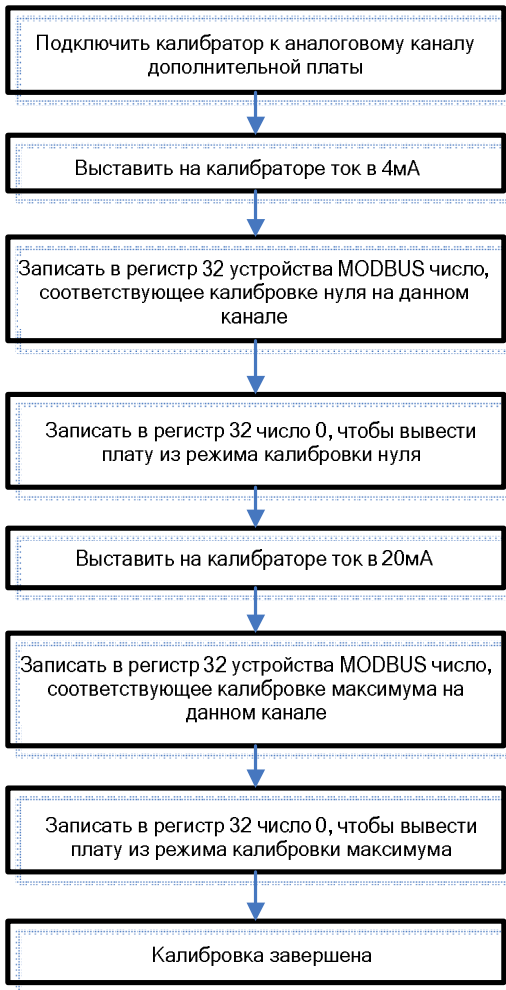 Подключить калибратор к аналоговому каналу
дополнительной платы
Выставить на калибраторе ток в 4мА
Записать в регистр 32 устройства MODBUS число,
соответствующее калибровке нуля на данном
канале
Записать в регистр 32 число 0, чтобы вывести
плату из режима калибровки нуля
Выставить на калибраторе ток в 20мА
Записать в регистр 32 устройства MODBUS число,
соответствующее калибровке максимума на
данном канале
Записать в регистр 32 число 0, чтобы вывести
плату из режима калибровки максимума
Калибровка завершена